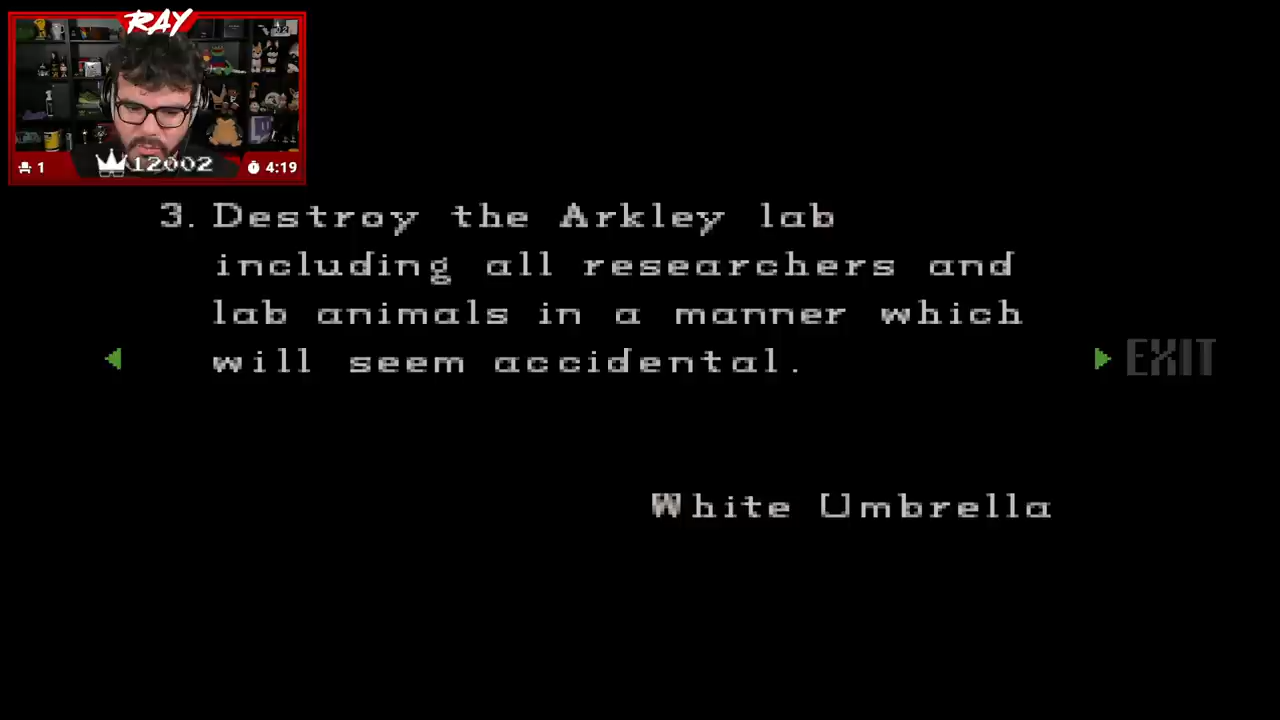 RAY
1
12002
4:19
3. Destroy the Arkley lab
including all researchers and
lab animals in a manner which
will seem accidental.
EXIT
White Umbrella